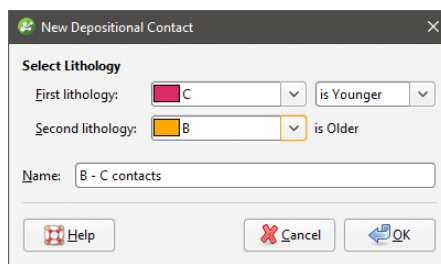 New Depositional Contact
Select Lithology
First lithology: C is Younger
Second lithology: B is Older
Name: B - C contacts
Help Cancel OK